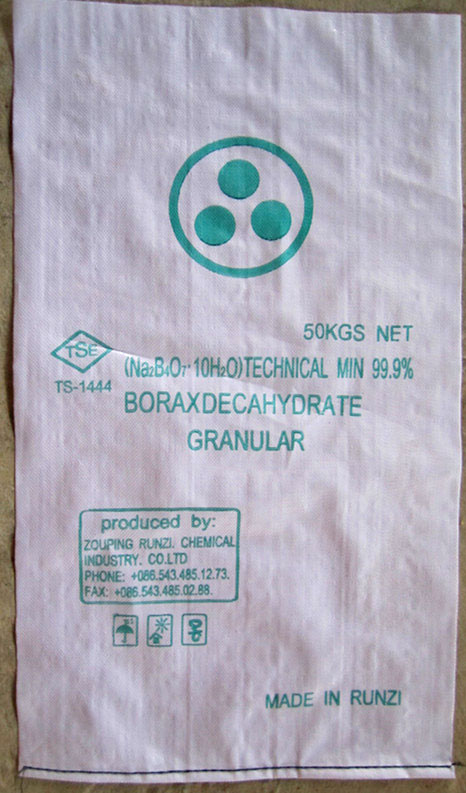 50KGS NET
TSE
TS-1444
(Na₂B₄O₇·10H₂O)TECHNICAL MIN 99.9%
BORAXDECAHYDRATE
GRANULAR
produced by:
ZOUPING RUNZI. CHEMICAL
INDUSTRY. CO.LTD
PHONE: +086.543.485.12.73.
FAX: +086.543.485.02.88.
MADE IN RUNZI